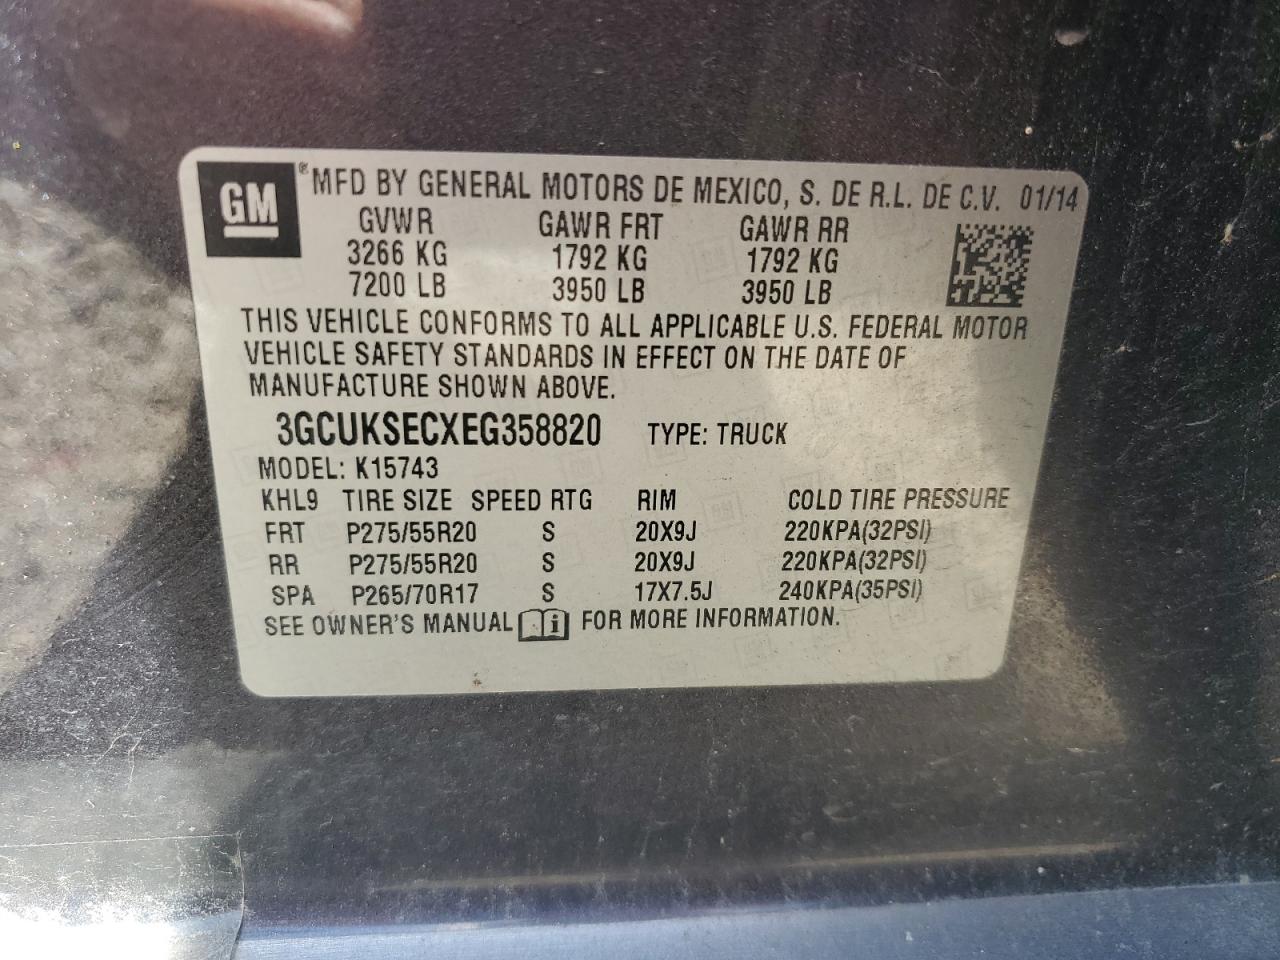 GM ® MFD BY GENERAL MOTORS DE MEXICO, S. DE R.L. DE C.V. 01/14
GVWR GAWR FRT GAWR RR
3266 KG 1792 KG 1792 KG
7200 LB 3950 LB 3950 LB
THIS VEHICLE CONFORMS TO ALL APPLICABLE U.S. FEDERAL MOTOR
VEHICLE SAFETY STANDARDS IN EFFECT ON THE DATE OF
MANUFACTURE SHOWN ABOVE.
3GCUKSECXEG358820 TYPE: TRUCK
MODEL: K15743
KHL9 TIRE SIZE SPEED RTG RIM COLD TIRE PRESSURE
FRT P275/55R20 S 20X9J 220KPA(32PSI)
RR P275/55R20 S 20X9J 220KPA(32PSI)
SPA P265/70R17 S 17X7.5J 240KPA(35PSI)
SEE OWNER'S MANUAL i FOR MORE INFORMATION.